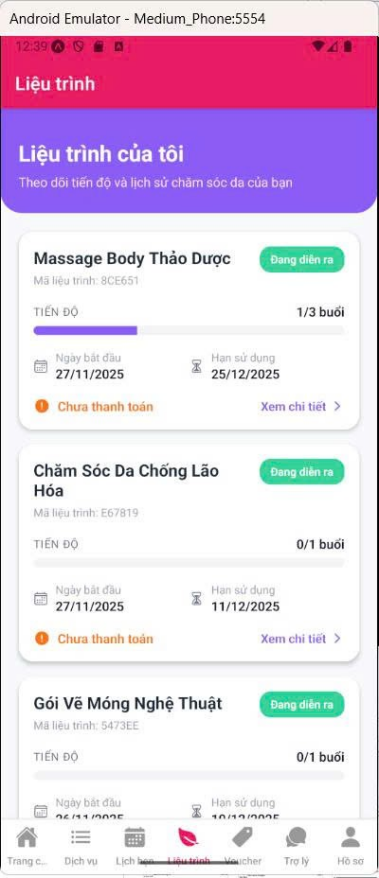 Android Emulator - Medium_Phone:5554
12:39
Liệu trình
Liệu trình của tôi
Theo dõi tiến độ và lịch sử chăm sóc da của bạn
Massage Body Thảo Dược
Đang diễn ra
Mã liệu trình: 8CE651
TIẾN ĐỘ
1/3 buổi
Ngày bắt đầu
Hạn sử dụng
27/11/2025
25/12/2025
Chưa thanh toán
Xem chi tiết
Chăm Sóc Da Chống Lão
Hóa
Đang diễn ra
Mã liệu trình: E67819
TIẾN ĐỘ
0/1 buổi
Ngày bắt đầu
Hạn sử dụng
27/11/2025
11/12/2025
Chưa thanh toán
Xem chi tiết
Gói Vẽ Móng Nghệ Thuật
Đang diễn ra
Mã liệu trình: 5473EE
TIẾN ĐỘ
0/1 buổi
Ngày bắt đầu
Hạn sử dụng
26/11/2025
10/12/2025
Trang c...
Dịch vụ
Lịch hẹn
Liệu trình
Voucher
Trợ lý
Hồ sơ